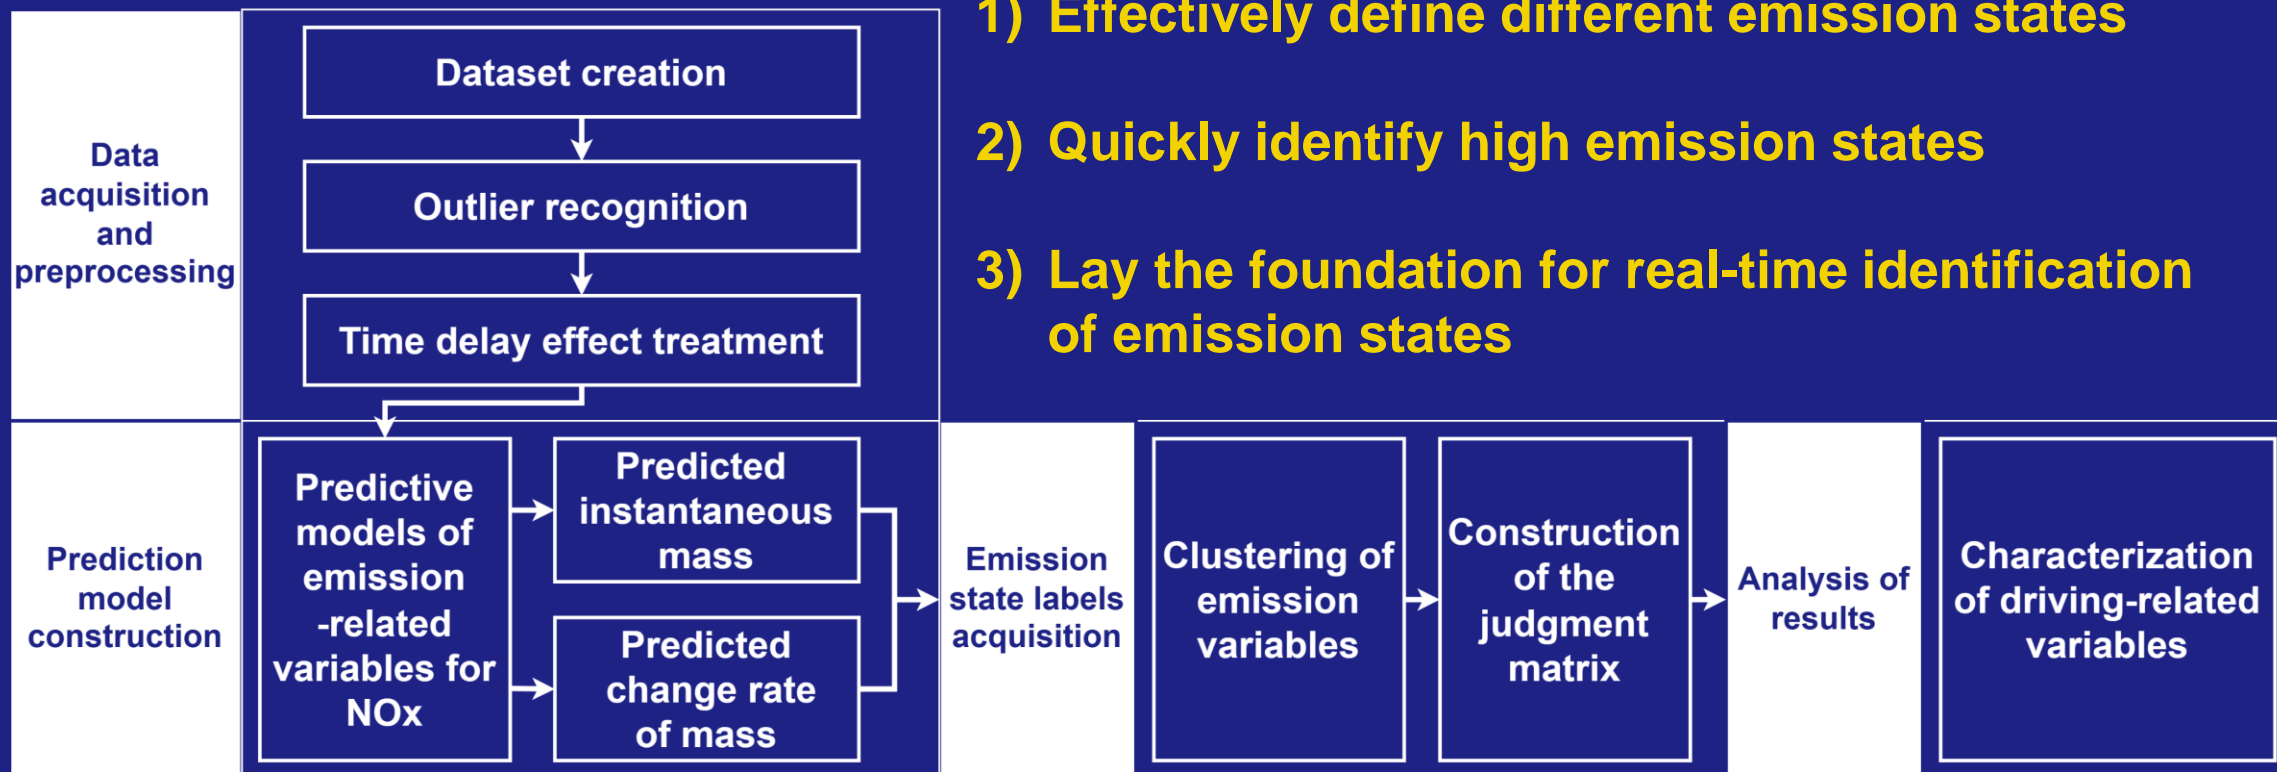 1) Effectively define different emission states
2) Quickly identify high emission states
3) Lay the foundation for real-time identification
of emission states
Data
acquisition
and
preprocessing
Dataset creation
Outlier recognition
Time delay effect treatment
Prediction
model
construction
Predictive
models of
emission
-related
variables for
NOx
Predicted
instantaneous
mass
Predicted
change rate
of mass
Emission
state labels
acquisition
Clustering of
emission
variables
Construction
of the
judgment
matrix
Analysis of
results
Characterization
of driving-related
variables